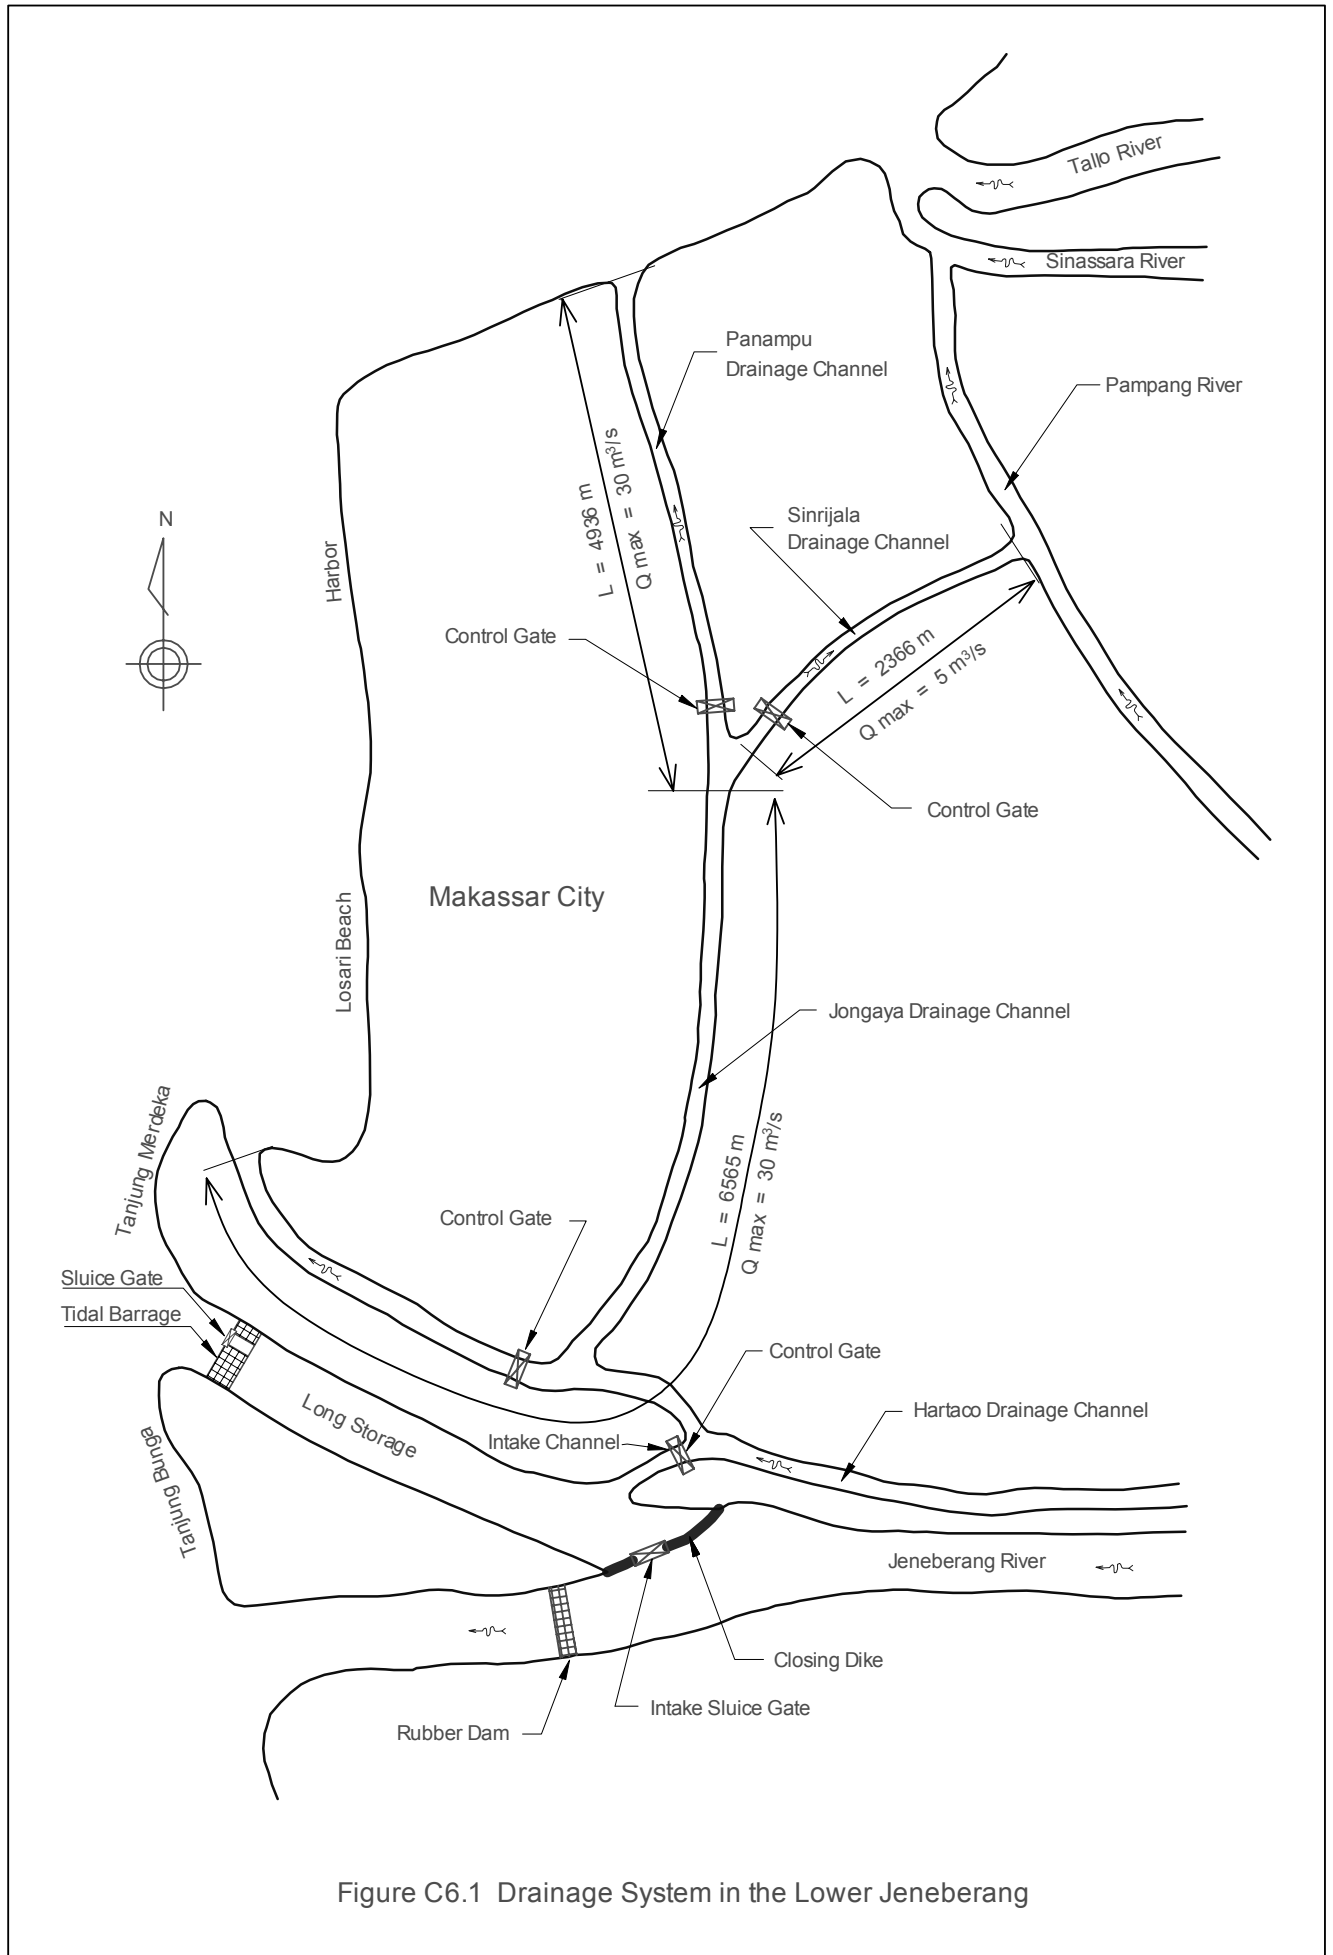 Tallo River
Sinassara River
Panampu
Drainage Channel
Pampang River
L = 4936 m
Q max = 30 m³/s
Sinrijala
Drainage Channel
N
Harbor
Control Gate
L = 2366 m
Q max = 5 m³/s
Control Gate
Makassar City
Losari Beach
Jongaya Drainage Channel
Tanjung Merdeka
L = 6565 m
Q max = 30 m³/s
Control Gate
Sluice Gate
Tidal Barrage
Control Gate
Long Storage
Hartaco Drainage Channel
Intake Channel
Tanjung Bunga
Jeneberang River
Closing Dike
Intake Sluice Gate
Rubber Dam
Figure C6.1 Drainage System in the Lower Jeneberang